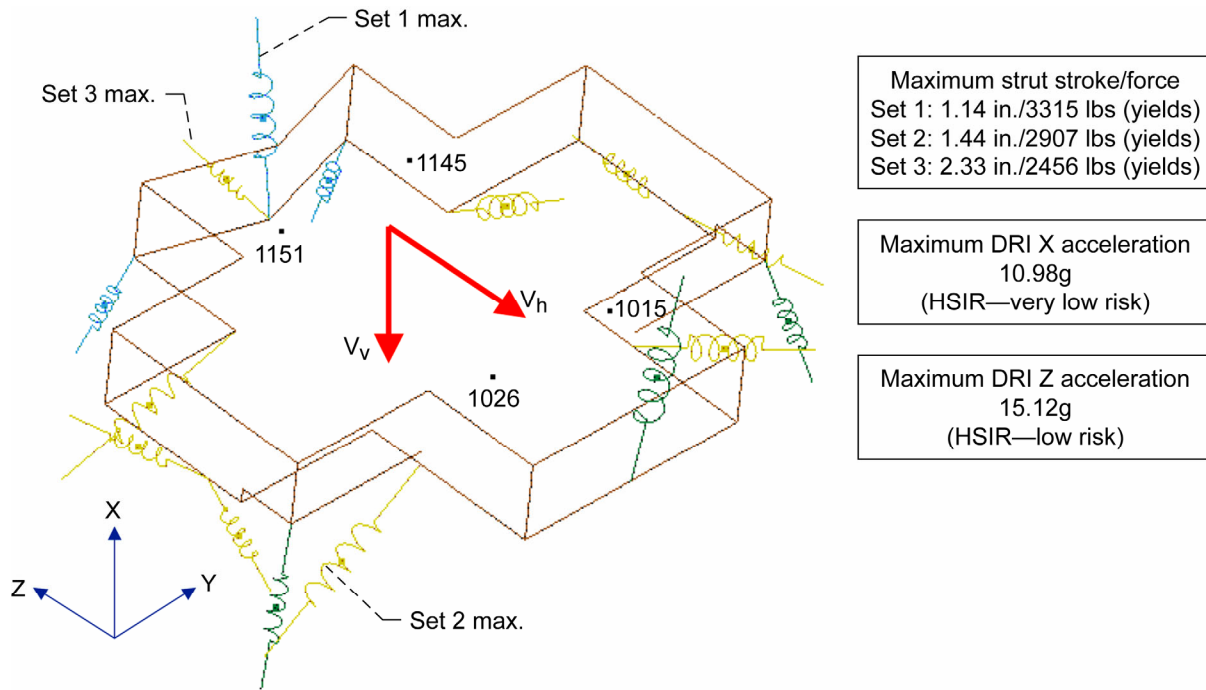 Set 1 max.
Set 3 max.
1145
1151
V_h
1015
V_v
1026
X
Z
Y
Set 2 max.
Maximum strut stroke/force
Set 1: 1.14 in./3315 lbs (yields)
Set 2: 1.44 in./2907 lbs (yields)
Set 3: 2.33 in./2456 lbs (yields)
Maximum DRI X acceleration
10.98g
(HSIR—very low risk)
Maximum DRI Z acceleration
15.12g
(HSIR—low risk)